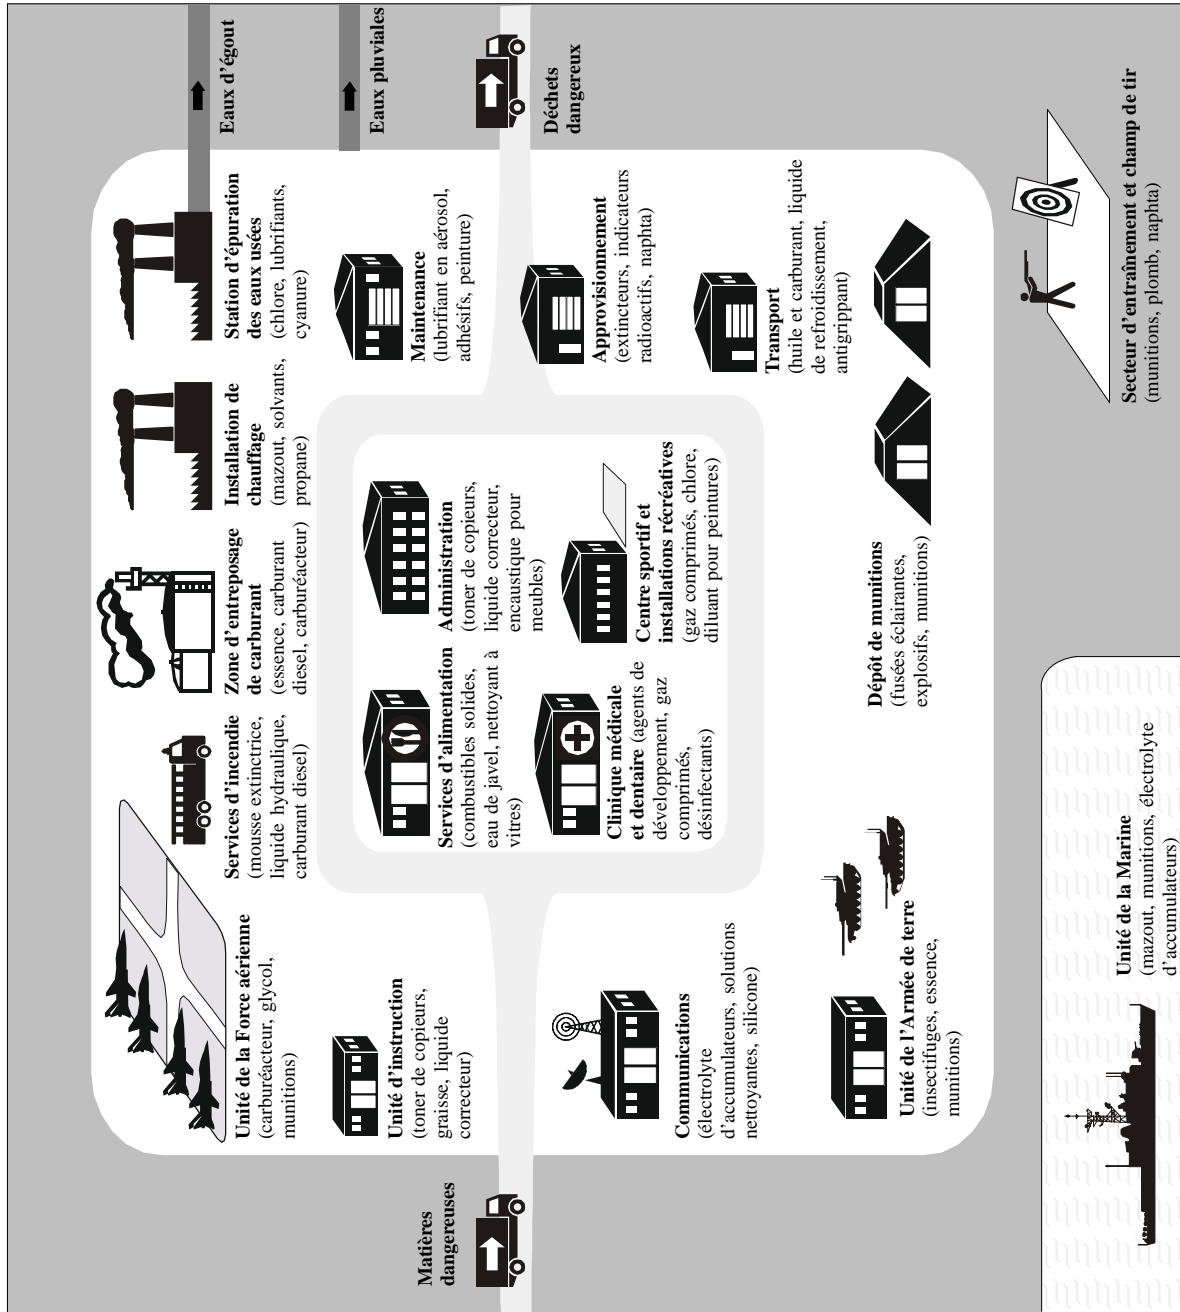 Unité de la Force aérienne
(carburéacteur, glycol,
munitions)
Services d'incendie
(mousse extinctrice,
liquide hydraulique,
carburant diesel)
Zone d'entreposage
de carburant
(essence, carburant
diesel, carburéacteur)
Installation de
chauffage
(mazout, solvants,
propane)
Station d'épuration
des eaux usées
(chlore, lubrifiants,
cyanure)
Eaux d'égout
Eaux pluviales
Unité d'instruction
(toner de copieurs,
graisse, liquide
correcteur)
Services d'alimentation
(combustibles solides,
eau de javel, nettoyant à
vitres)
Administration
(toner de copieurs,
liquide correcteur,
encaustique pour
meubles)
Maintenance
(lubrifiant en aérosol,
adhésifs, peinture)
Matières
dangereuses
Déchets
dangereux
Clinique médicale
et dentaire (agents de
développement, gaz
comprimés,
désinfectants)
Centre sportif et
installations récréatives
(gaz comprimés, chlore,
diluant pour peintures)
Approvisionnement
(extincteurs, indicateurs
radioactifs, naphta)
Communications
(électrolyte
d'accumulateurs, solutions
nettoyantes, silicone)
Transport
(huile et carburant, liquide
de refroidissement,
antigrippant)
Unité de l'Armée de terre
(insectifuges, essence,
munitions)
Dépôt de munitions
(fusées éclairantes,
explosifs, munitions)
Unité de la Marine
(mazout, munitions, électrolyte
d'accumulateurs)
Secteur d'entraînement et champ de tir
(munitions, plomb, naphta)